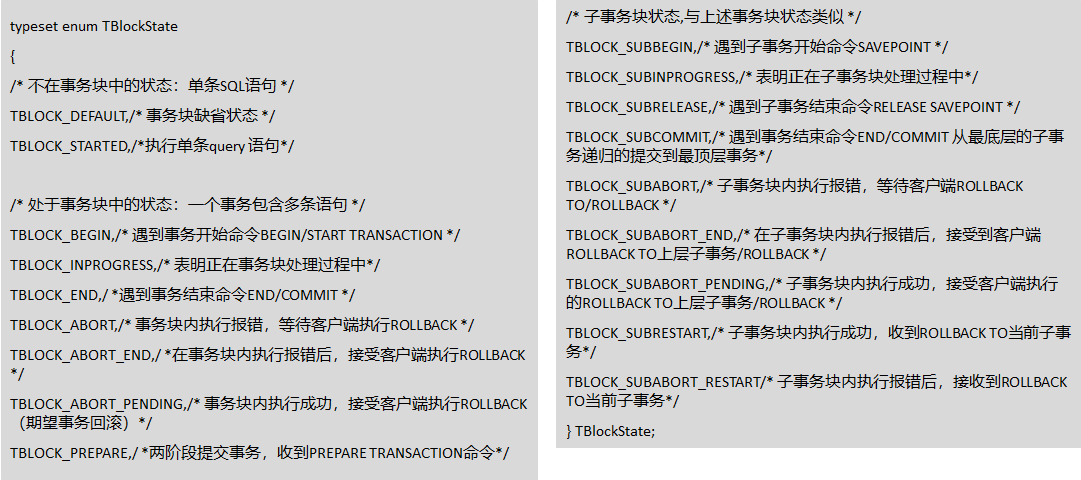 typeset enum TBlockState
{
/* 不在事务块中的状态：单条SQL语句 */
TBLOCK_DEFAULT,/* 事务块缺省状态 */
TBLOCK_STARTED,/*执行单条query 语句*/
/* 处于事务块中的状态：一个事务包含多条语句 */
TBLOCK_BEGIN,/* 遇到事务开始命令BEGIN/START TRANSACTION */
TBLOCK_INPROGRESS,/* 表明正在事务块处理过程中*/
TBLOCK_END,/ *遇到事务结束命令END/COMMIT */
TBLOCK_ABORT,/* 事务块内执行报错，等待客户端执行ROLLBACK */
TBLOCK_ABORT_END,/ *在事务块内执行报错后，接受客户端执行ROLLBACK
*/
TBLOCK_ABORT_PENDING,/* 事务块内执行成功，接受客户端执行ROLLBACK
（期望事务回滚）*/
TBLOCK_PREPARE,/ *两阶段提交事务，收到PREPARE TRANSACTION命令*/
/* 子事务块状态,与上述事务块状态类似 */
TBLOCK_SUBBEGIN,/* 遇到子事务开始命令SAVEPOINT */
TBLOCK_SUBINPROGRESS,/* 表明正在子事务块处理过程中*/
TBLOCK_SUBRELEASE,/* 遇到子事务结束命令RELEASE SAVEPOINT */
TBLOCK_SUBCOMMIT,/* 遇到事务结束命令END/COMMIT 从最底层的子事
务递归的提交到最顶层事务*/
TBLOCK_SUBABORT,/* 子事务块内执行报错，等待客户端ROLLBACK
TO/ROLLBACK */
TBLOCK_SUBABORT_END,/* 在子事务块内执行报错后，接受到客户端
ROLLBACK TO上层子事务/ROLLBACK */
TBLOCK_SUBABORT_PENDING,/* 子事务块内执行成功，接受客户端执行
的ROLLBACK TO上层子事务/ROLLBACK */
TBLOCK_SUBRESTART,/* 子事务块内执行成功，收到ROLLBACK TO当前子事
务*/
TBLOCK_SUBABORT_RESTART/* 子事务块内执行报错后，接收到ROLLBACK
TO当前子事务*/
} TBlockState;